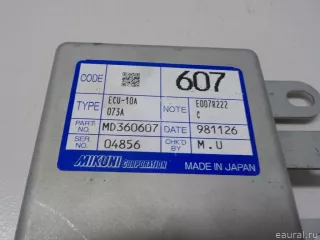 CODE 607
TYPE ECU-10A 073A NOTE E0078222 C
PART. NO. MD360607 DATE 981126
SER. NO. 04856 CHK'D BY M.U
MIKUNI CORPORATION MADE IN JAPAN
© eaural.ru